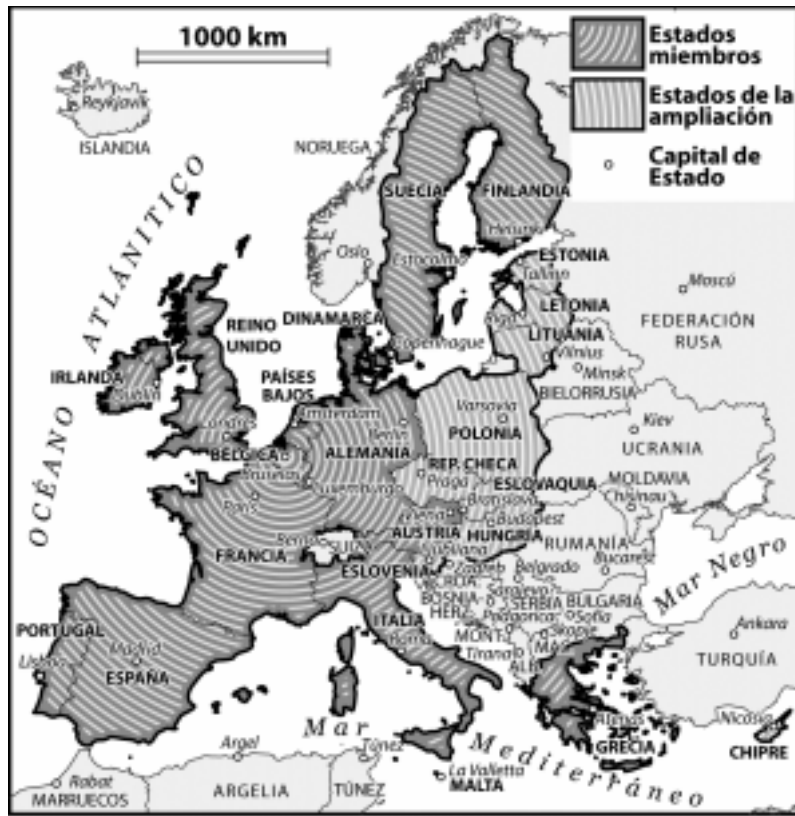 1000 km
Estados
miembros
Estados de la
ampliación
Capital de
Estado
Reykjavik
ISLANDIA
NORUEGA
SUECIA
FINLANDIA
OCÉANO ATLÁNITICO
Oslo
Estocolmo
Helsinki
ESTONIA
Tallinn
Moscú
LETONIA
Riga
FEDERACIÓN
RUSA
REINO
UNIDO
DINAMARCA
Copenhague
LITUANIA
Vilnius
Minsk
BIELORRUSIA
IRLANDA
Dublín
PAÍSES
BAJOS
Amsterdam
Londres
Berlín
Varsovia
POLONIA
Kiev
UCRANIA
BÉLGICA
Bruselas
ALEMANIA
REP. CHECA
Praga
ESLOVAQUIA
Luxemburgo
Bratislava
MOLDAVIA
Chisinau
París
AUSTRIA
Budapest
HUNGRÍA
RUMANÍA
FRANCIA
Berna
SUIZA
Ljubliana
ESLOVENIA
Zagreb
Belgrado
Bucarest
CROA.
BOSNIA-
HERZ.
Sarajevo
SERBIA
BULGARIA
Mar Negro
PORTUGAL
ITALIA
Roma
MONT.
Podgorica
Sofía
Skopie
Lisboa
Madrid
ESPAÑA
Tirana
ALB.
Ankara
TURQUÍA
Mar Mediterráneo
Atenas
GRECIA
Nicosia
CHIPRE
Argel
Túnez
La Valletta
MALTA
Rabat
MARRUECOS
ARGELIA
TÚNEZ